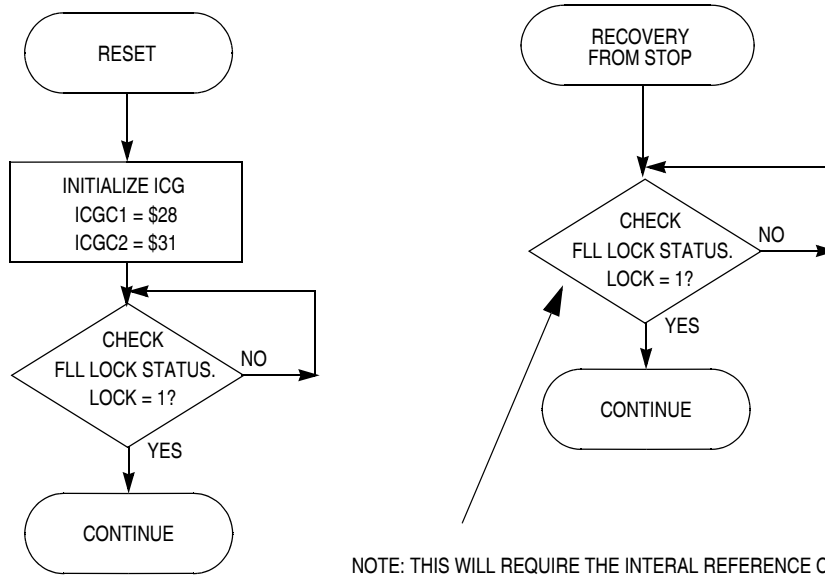 RESET
INITIALIZE ICG
ICGC1 = $28
ICGC2 = $31
CHECK
FLL LOCK STATUS.
LOCK = 1?
NO
YES
CONTINUE
RECOVERY
FROM STOP
CHECK
FLL LOCK STATUS.
LOCK = 1?
NO
YES
CONTINUE
NOTE: THIS WILL REQUIRE THE INTERAL REFERENCE